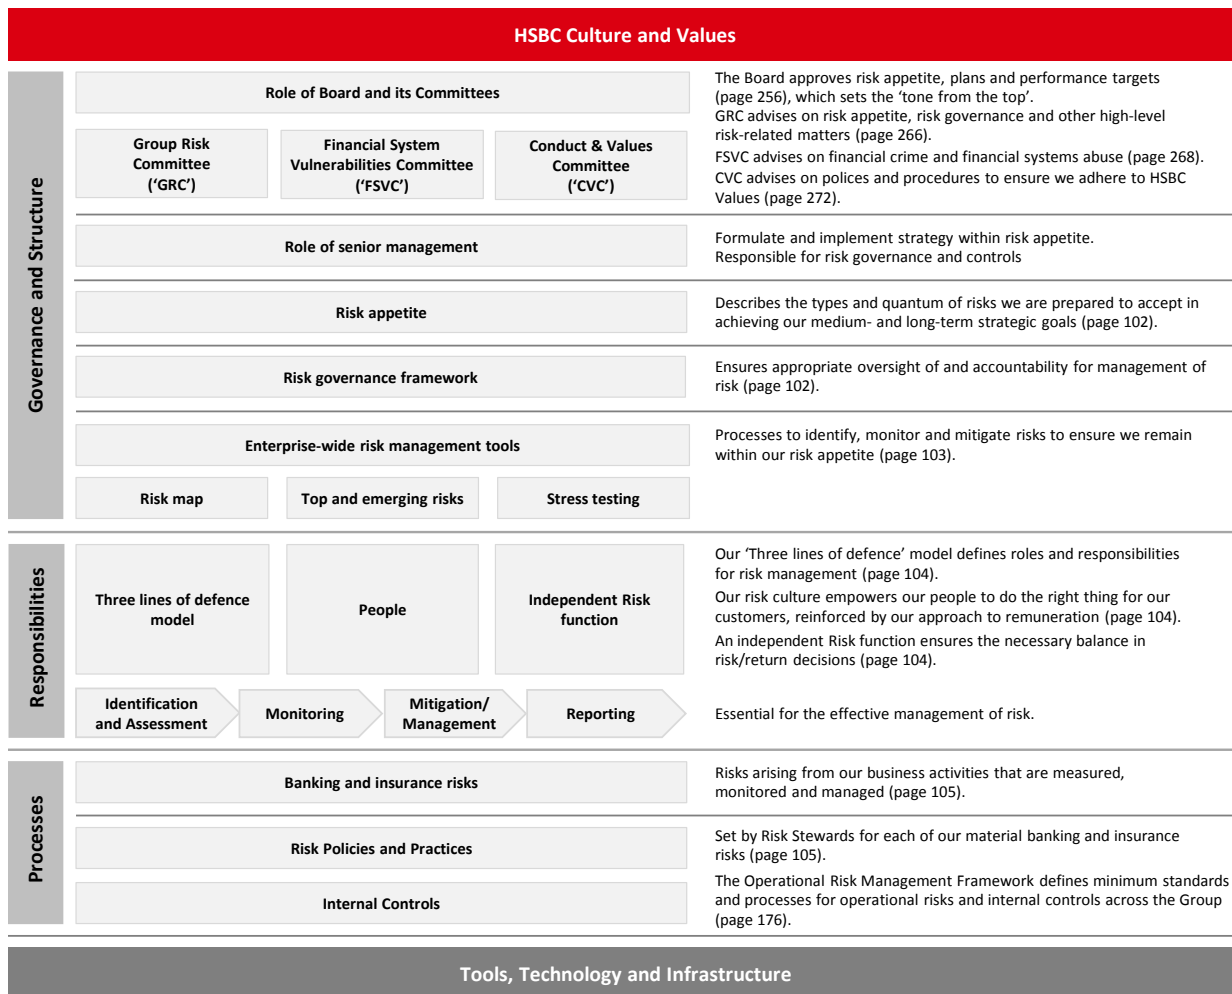 HSBC Culture and Values
Governance and Structure
Role of Board and its Committees
Group Risk
Committee
(‘GRC’)
Financial System
Vulnerabilities Committee
(‘FSVC’)
Conduct & Values
Committee
(‘CVC’)
The Board approves risk appetite, plans and performance targets
(page 256), which sets the ‘tone from the top’.
GRC advises on risk appetite, risk governance and other high-level
risk-related matters (page 266).
FSVC advises on financial crime and financial systems abuse (page 268).
CVC advises on polices and procedures to ensure we adhere to HSBC
Values (page 272).
Role of senior management
Formulate and implement strategy within risk appetite.
Responsible for risk governance and controls
Risk appetite
Describes the types and quantum of risks we are prepared to accept in
achieving our medium- and long-term strategic goals (page 102).
Risk governance framework
Ensures appropriate oversight of and accountability for management of
risk (page 102).
Enterprise-wide risk management tools
Processes to identify, monitor and mitigate risks to ensure we remain
within our risk appetite (page 103).
Risk map
Top and emerging risks
Stress testing
Responsibilities
Three lines of defence
model
People
Independent Risk
function
Our ‘Three lines of defence’ model defines roles and responsibilities
for risk management (page 104).
Our risk culture empowers our people to do the right thing for our
customers, reinforced by our approach to remuneration (page 104).
An independent Risk function ensures the necessary balance in
risk/return decisions (page 104).
Identification
and Assessment
Monitoring
Mitigation/
Management
Reporting
Essential for the effective management of risk.
Processes
Banking and insurance risks
Risks arising from our business activities that are measured,
monitored and managed (page 105).
Risk Policies and Practices
Set by Risk Stewards for each of our material banking and insurance
risks (page 105).
Internal Controls
The Operational Risk Management Framework defines minimum standards
and processes for operational risks and internal controls across the Group
(page 176).
Tools, Technology and Infrastructure